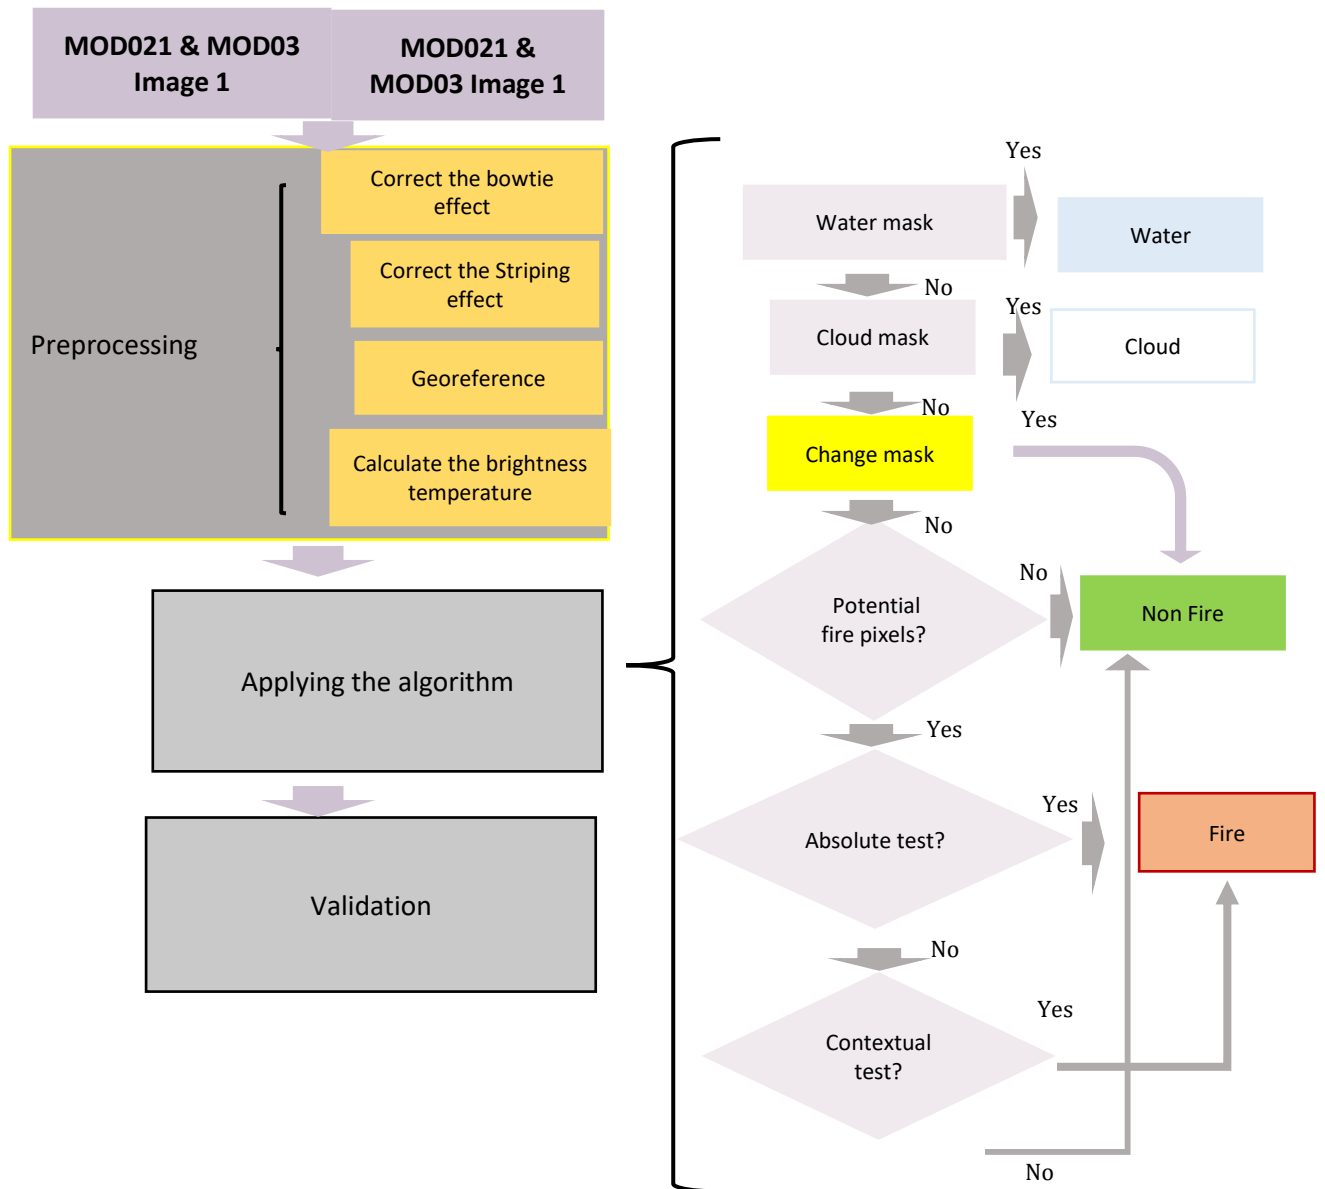 MOD021 & MOD03
Image 1
MOD021 &
MOD03 Image 1
Preprocessing
Correct the bowtie
effect
Correct the Striping
effect
Georeference
Calculate the brightness
temperature
Applying the algorithm
Validation
Water mask
Yes
Water
No
Cloud mask
Yes
Cloud
No
Change mask
Yes
No
Potential
fire pixels?
No
Non Fire
Yes
Absolute test?
Yes
Fire
No
Contextual
test?
Yes
No